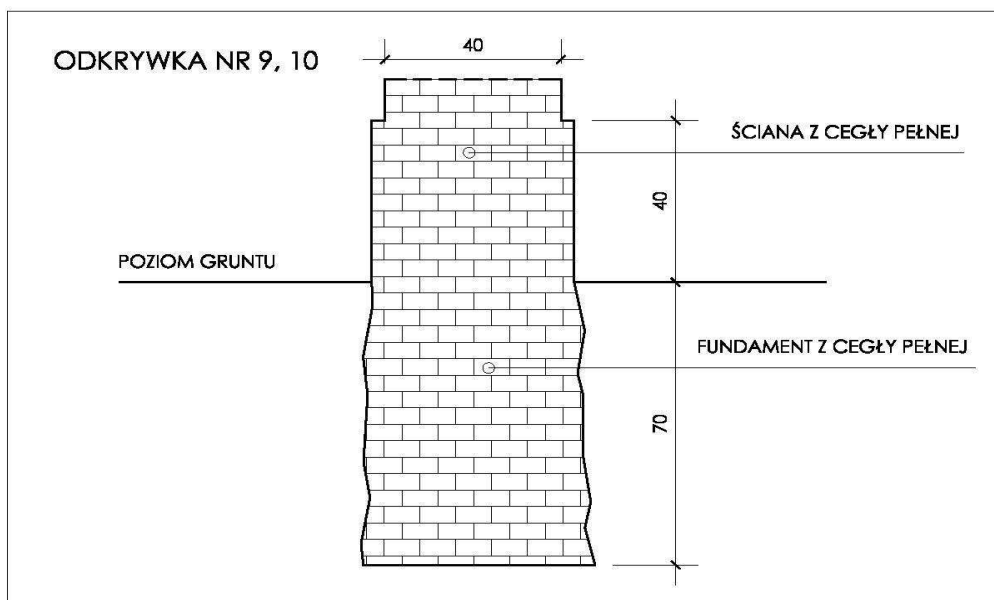 ODKRYWKA NR 9, 10
40
ŚCIANA Z CEGŁY PEŁNEJ
40
POZIOM GRUNTU
FUNDAMENT Z CEGŁY PEŁNEJ
70